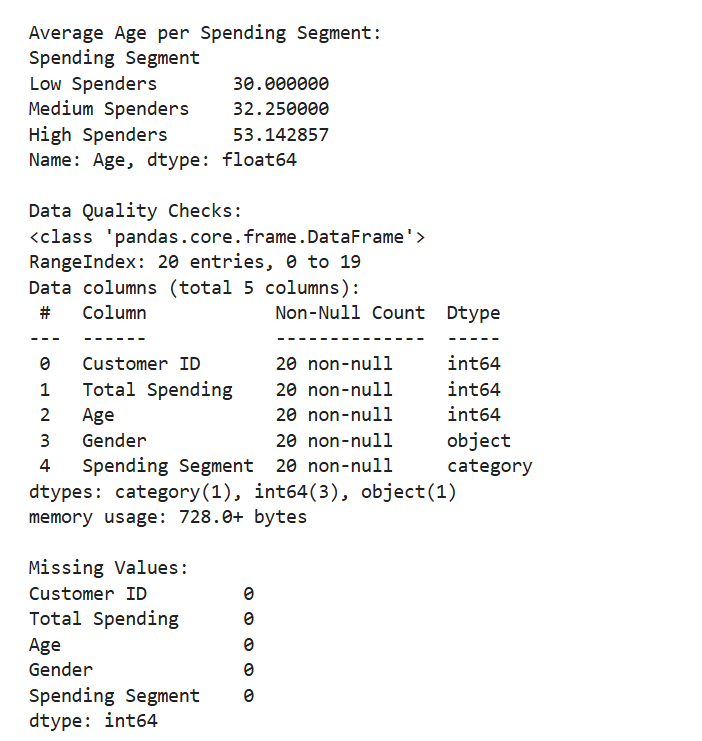 Average Age per Spending Segment:
Spending Segment
Low Spenders       30.000000
Medium Spenders    32.250000
High Spenders      53.142857
Name: Age, dtype: float64

Data Quality Checks:
<class 'pandas.core.frame.DataFrame'>
RangeIndex: 20 entries, 0 to 19
Data columns (total 5 columns):
 #   Column            Non-Null Count  Dtype
---  ------            --------------  -----
 0   Customer ID       20 non-null     int64
 1   Total Spending    20 non-null     int64
 2   Age               20 non-null     int64
 3   Gender            20 non-null     object
 4   Spending Segment  20 non-null     category
dtypes: category(1), int64(3), object(1)
memory usage: 728.0+ bytes

Missing Values:
Customer ID         0
Total Spending      0
Age                 0
Gender              0
Spending Segment    0
dtype: int64